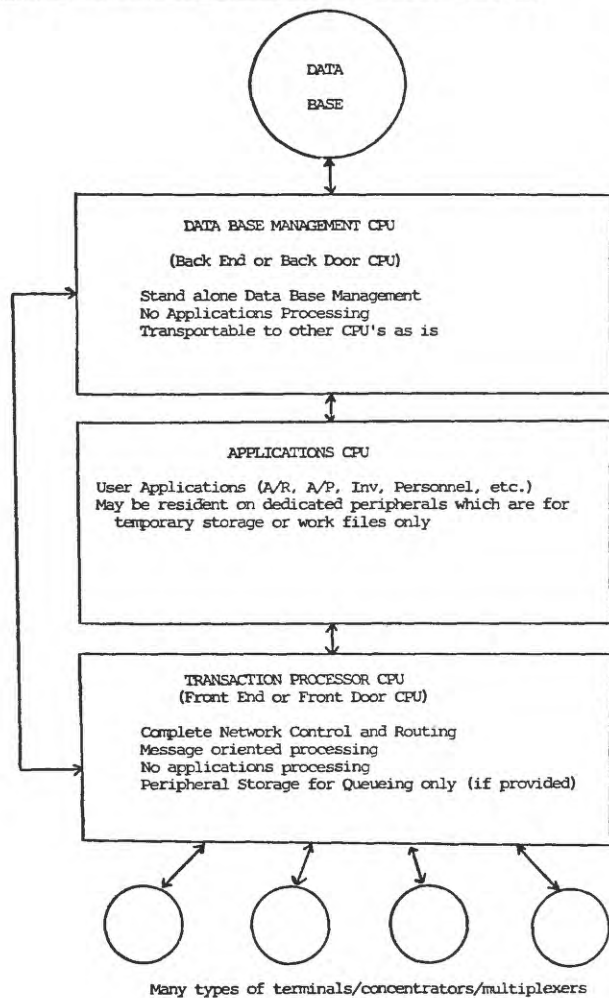 DATA
BASE
DATA BASE MANAGEMENT CPU
(Back End or Back Door CPU)
Stand alone Data Base Management
No Applications Processing
Transportable to other CPU's as is
APPLICATIONS CPU
User Applications (A/R, A/P, Inv, Personnel, etc.)
May be resident on dedicated peripherals which are for
temporary storage or work files only
TRANSACTION PROCESSOR CPU
(Front End or Front Door CPU)
Complete Network Control and Routing
Message oriented processing
No applications processing
Peripheral Storage for Queueing only (if provided)
Many types of terminals/concentrators/multiplexers